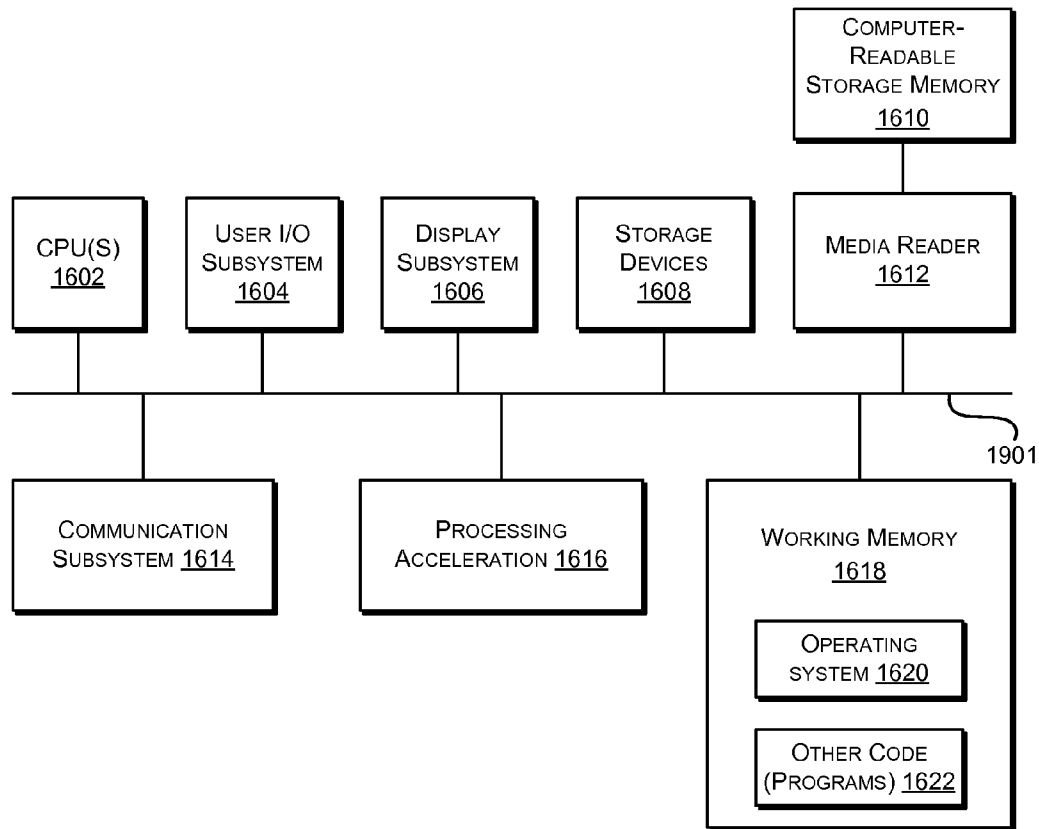 COMPUTER-
READABLE
STORAGE MEMORY
1610
CPU(S)
1602
USER I/O
SUBSYSTEM
1604
DISPLAY
SUBSYSTEM
1606
STORAGE
DEVICES
1608
MEDIA READER
1612
1901
COMMUNICATION
SUBSYSTEM 1614
PROCESSING
ACCELERATION 1616
WORKING MEMORY
1618
OPERATING
SYSTEM 1620
OTHER CODE
(PROGRAMS) 1622